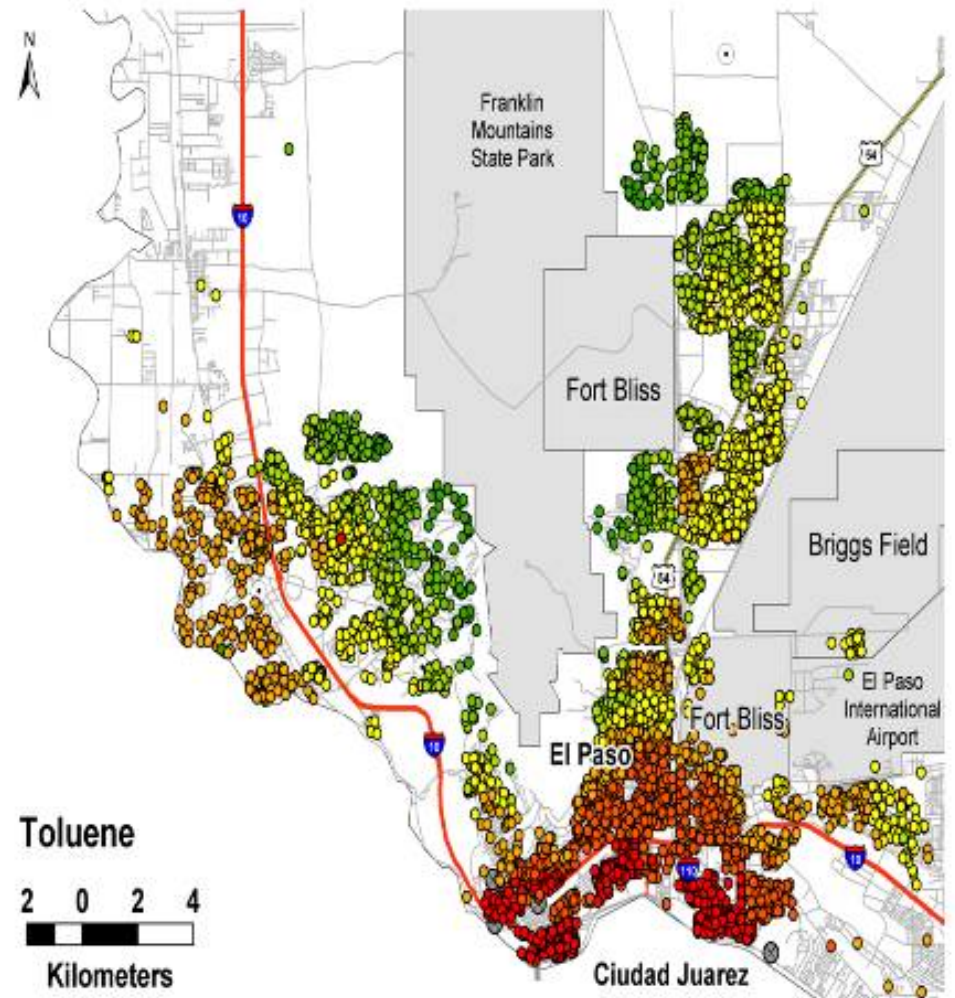 N
Franklin
Mountains
State Park
54
10
Fort Bliss
Briggs Field
54
El Paso
International
Airport
Fort Bliss
El Paso
10
Toluene
110
10
2 0 2 4
Kilometers
Ciudad Juarez